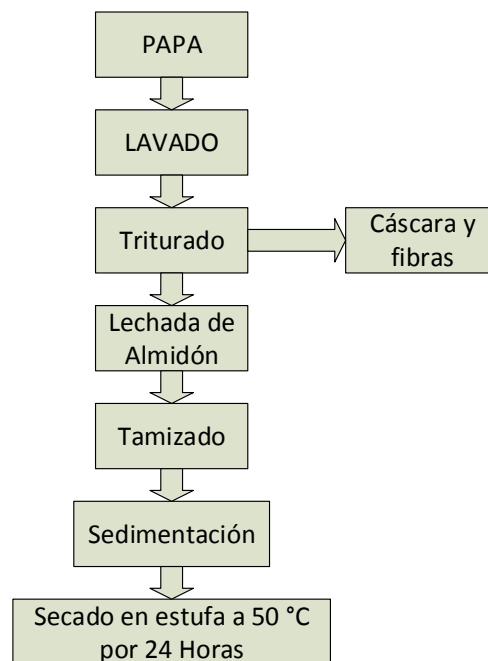 PAPA
LAVADO
Triturado
Cáscara y
fibras
Lechada de
Almidón
Tamizado
Sedimentación
Secado en estufa a 50 °C
por 24 Horas